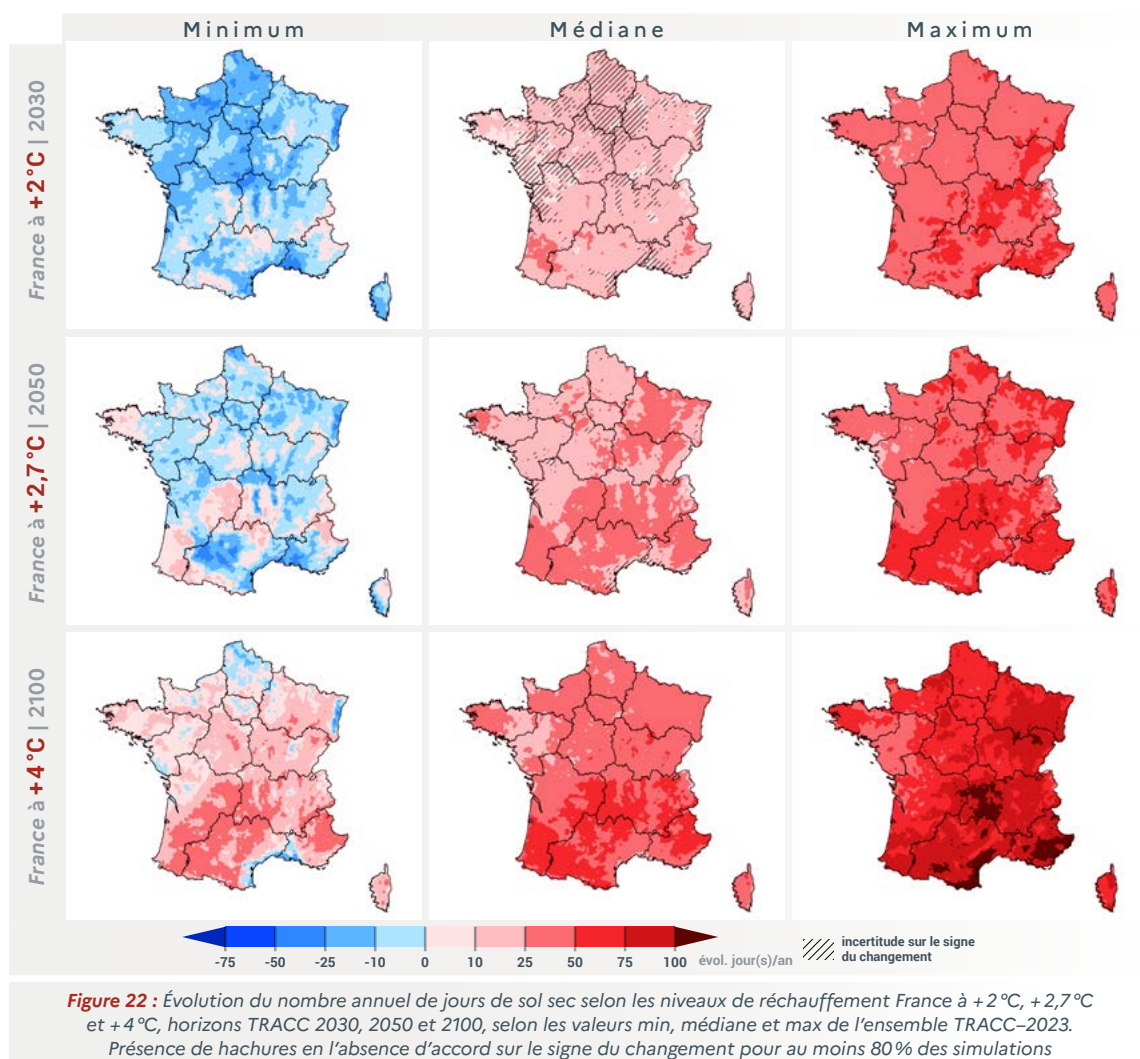 Minimum
Médiane
Maximum
France à +2°C | 2030
France à +2,7°C | 2050
France à +4°C | 2100
-75 -50 -25 -10 0 10 25 50 75 100 évol. jour(s)/an
incertitude sur le signe
du changement
Figure 22 : Évolution du nombre annuel de jours de sol sec selon les niveaux de réchauffement France à +2°C, +2,7°C
et +4°C, horizons TRACC 2030, 2050 et 2100, selon les valeurs min, médiane et max de l’ensemble TRACC–2023.
Présence de hachures en l’absence d’accord sur le signe du changement pour au moins 80% des simulations